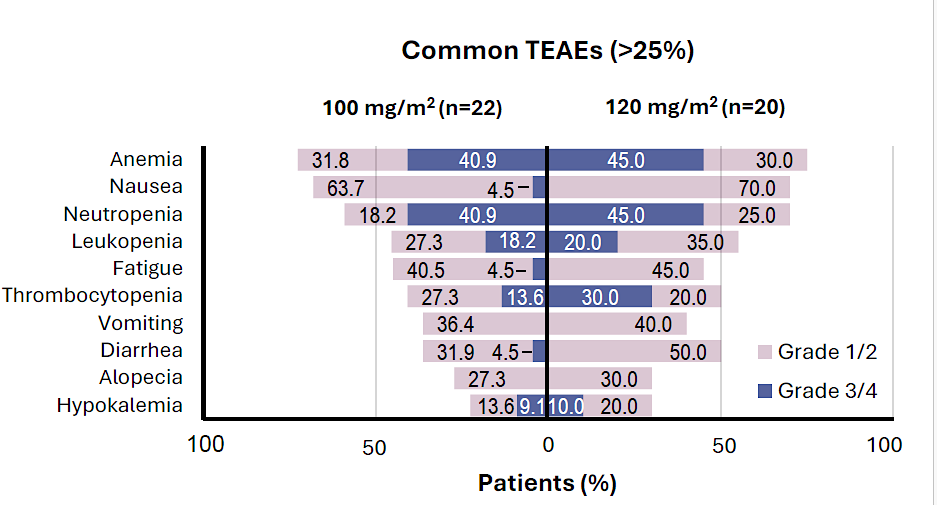 Common TEAEs (>25%)
100 mg/m² (n=22) 120 mg/m² (n=20)
Anemia 31.8 40.9 45.0 30.0
Nausea 63.7 4.5 70.0
Neutropenia 18.2 40.9 45.0 25.0
Leukopenia 27.3 18.2 20.0 35.0
Fatigue 40.5 4.5 45.0
Thrombocytopenia 27.3 13.6 30.0 20.0
Vomiting 36.4 40.0
Diarrhea 31.9 4.5 50.0
Alopecia 27.3 30.0
Hypokalemia 13.6 9.1 10.0 20.0
Grade 1/2
Grade 3/4
100 50 0 50 100
Patients (%)